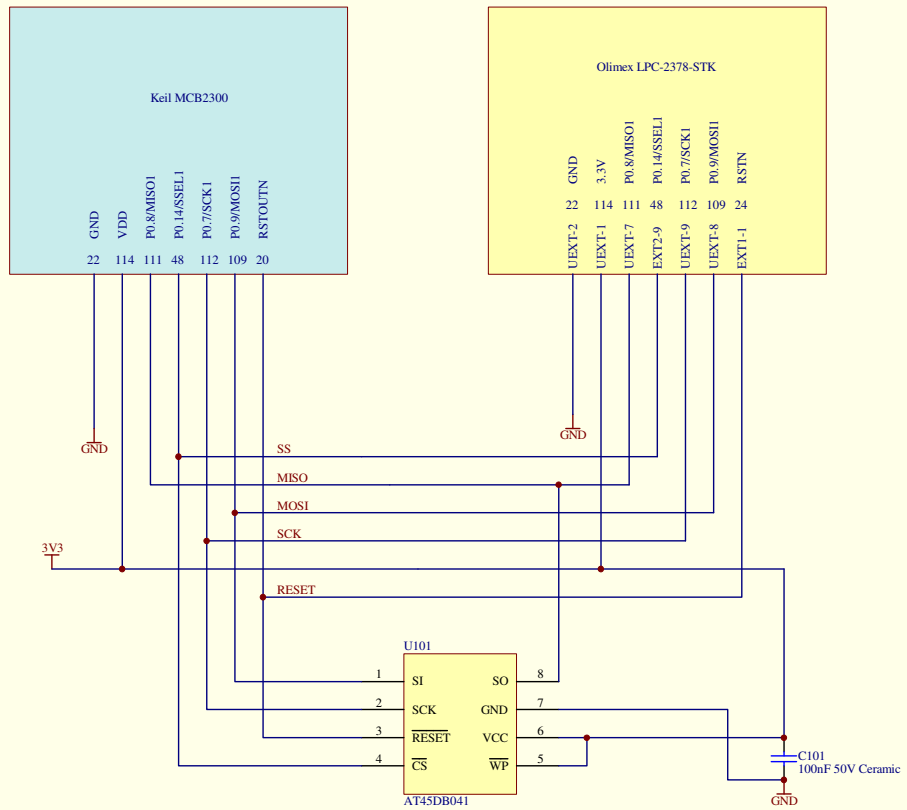 Keil MCB2300
GND
VDD
P0.8/MISO1
P0.14/SSEL1
P0.7/SCK1
P0.9/MOSI1
RSTOUTN
22 114 111 48 112 109 20
Olimex LPC-2378-STK
GND
3.3V
P0.8/MISO1
P0.14/SSEL1
P0.7/SCK1
P0.9/MOSI1
RSTN
22 114 111 48 112 109 24
UEXT-2
UEXT-1
UEXT-7
EXT2-9
UEXT-9
UEXT-8
EXT1-1
GND
GND
SS
MISO
MOSI
SCK
3V3
RESET
U101
1 SI SO 8
2 SCK GND 7
3 RESET VCC 6
4 CS WP 5
AT45DB041
C101
100nF 50V Ceramic
GND